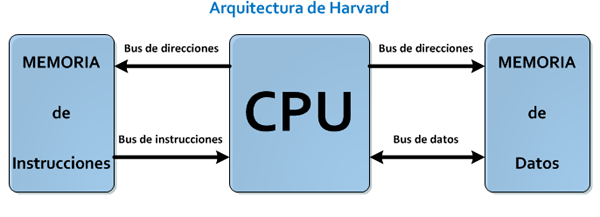 Arquitectura de Harvard
MEMORIA
de
Instrucciones
Bus de direcciones
Bus de instrucciones
CPU
Bus de direcciones
Bus de datos
MEMORIA
de
Datos